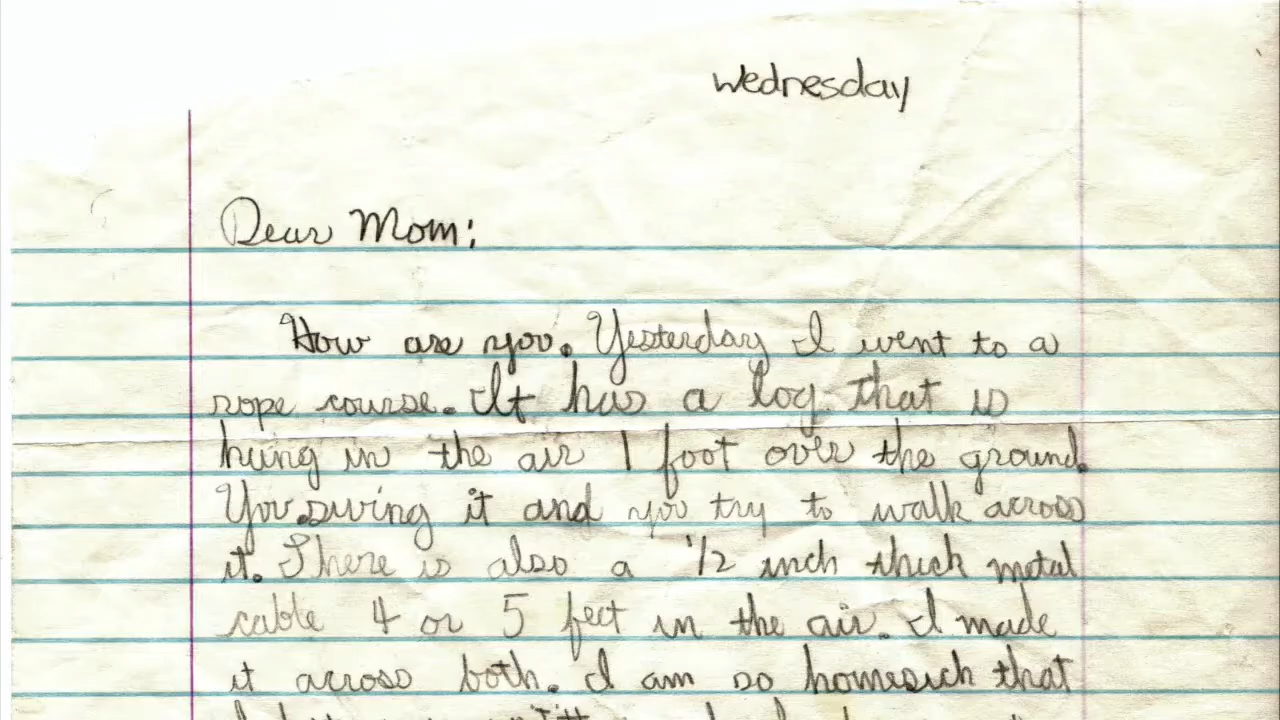 Wednesday
Dear Mom:
How are you. Yesterday I went to a
rope course. It has a log that is
hung in the air 1 foot over the ground.
You swing it and you try to walk across
it. There is also a 1/2 inch thick metal
cable 4 or 5 feet in the air. I made
it across both. I am so homesick that